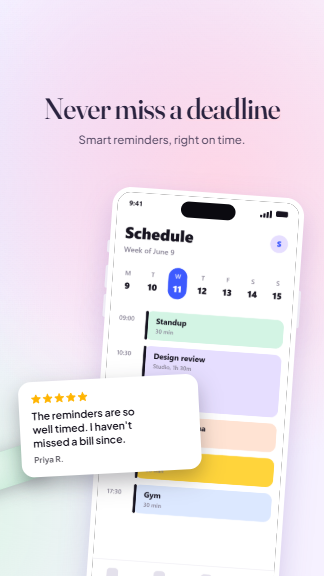 Never miss a deadline
Smart reminders, right on time.
9:41
Schedule
Week of June 9
S
M T W T F S S
9 10 11 12 13 14 15
09:00
Standup
30 min
10:30
Design review
Studio, 1h 30m
The reminders are so
well timed. I haven't
missed a bill since.
Priya R.
17:30
Gym
30 min